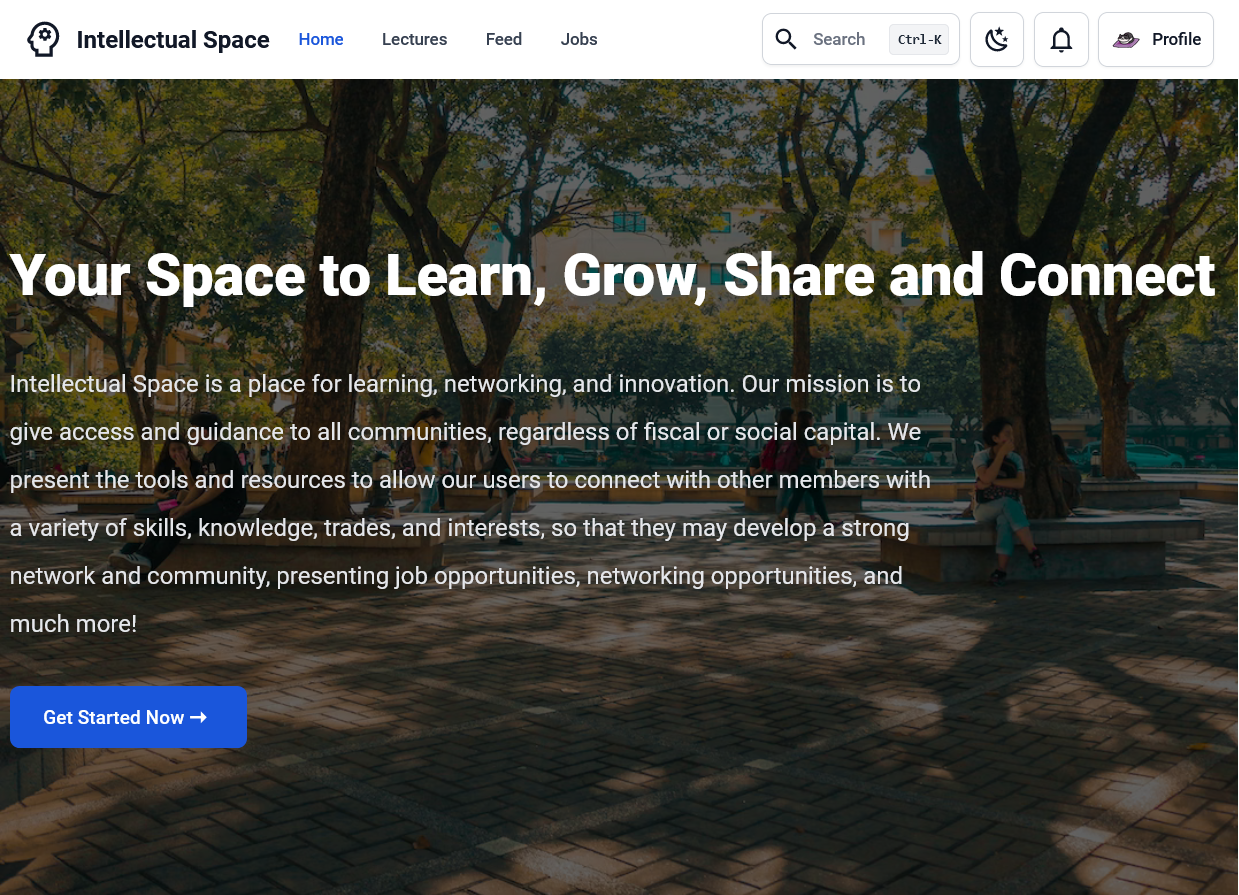 Intellectual Space Home Lectures Feed Jobs Search Ctrl-K Profile
Your Space to Learn, Grow, Share and Connect
Intellectual Space is a place for learning, networking, and innovation. Our mission is to
give access and guidance to all communities, regardless of fiscal or social capital. We
present the tools and resources to allow our users to connect with other members with
a variety of skills, knowledge, trades, and interests, so that they may develop a strong
network and community, presenting job opportunities, networking opportunities, and
much more!
Get Started Now →